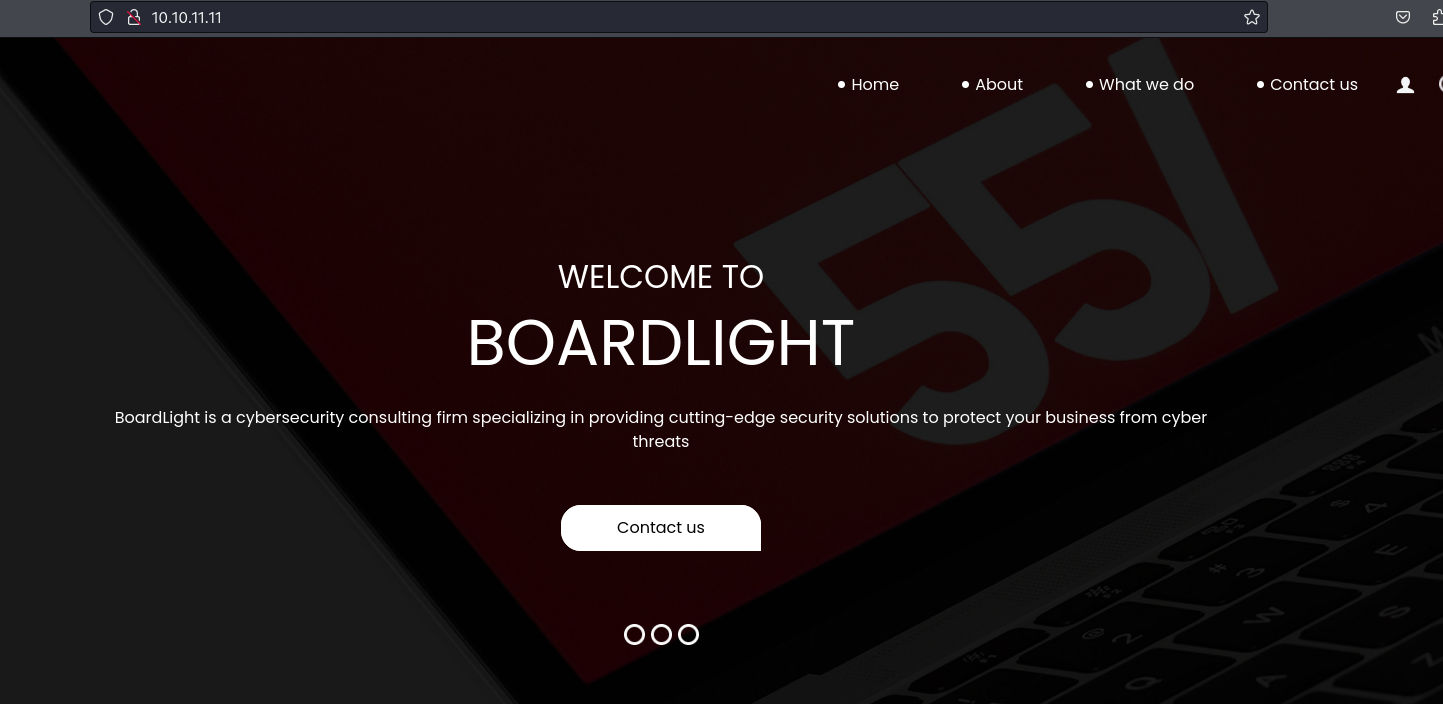 10.10.11.11
Home About What we do Contact us
WELCOME TO
BOARDLIGHT
BoardLight is a cybersecurity consulting firm specializing in providing cutting-edge security solutions to protect your business from cyber
threats
Contact us